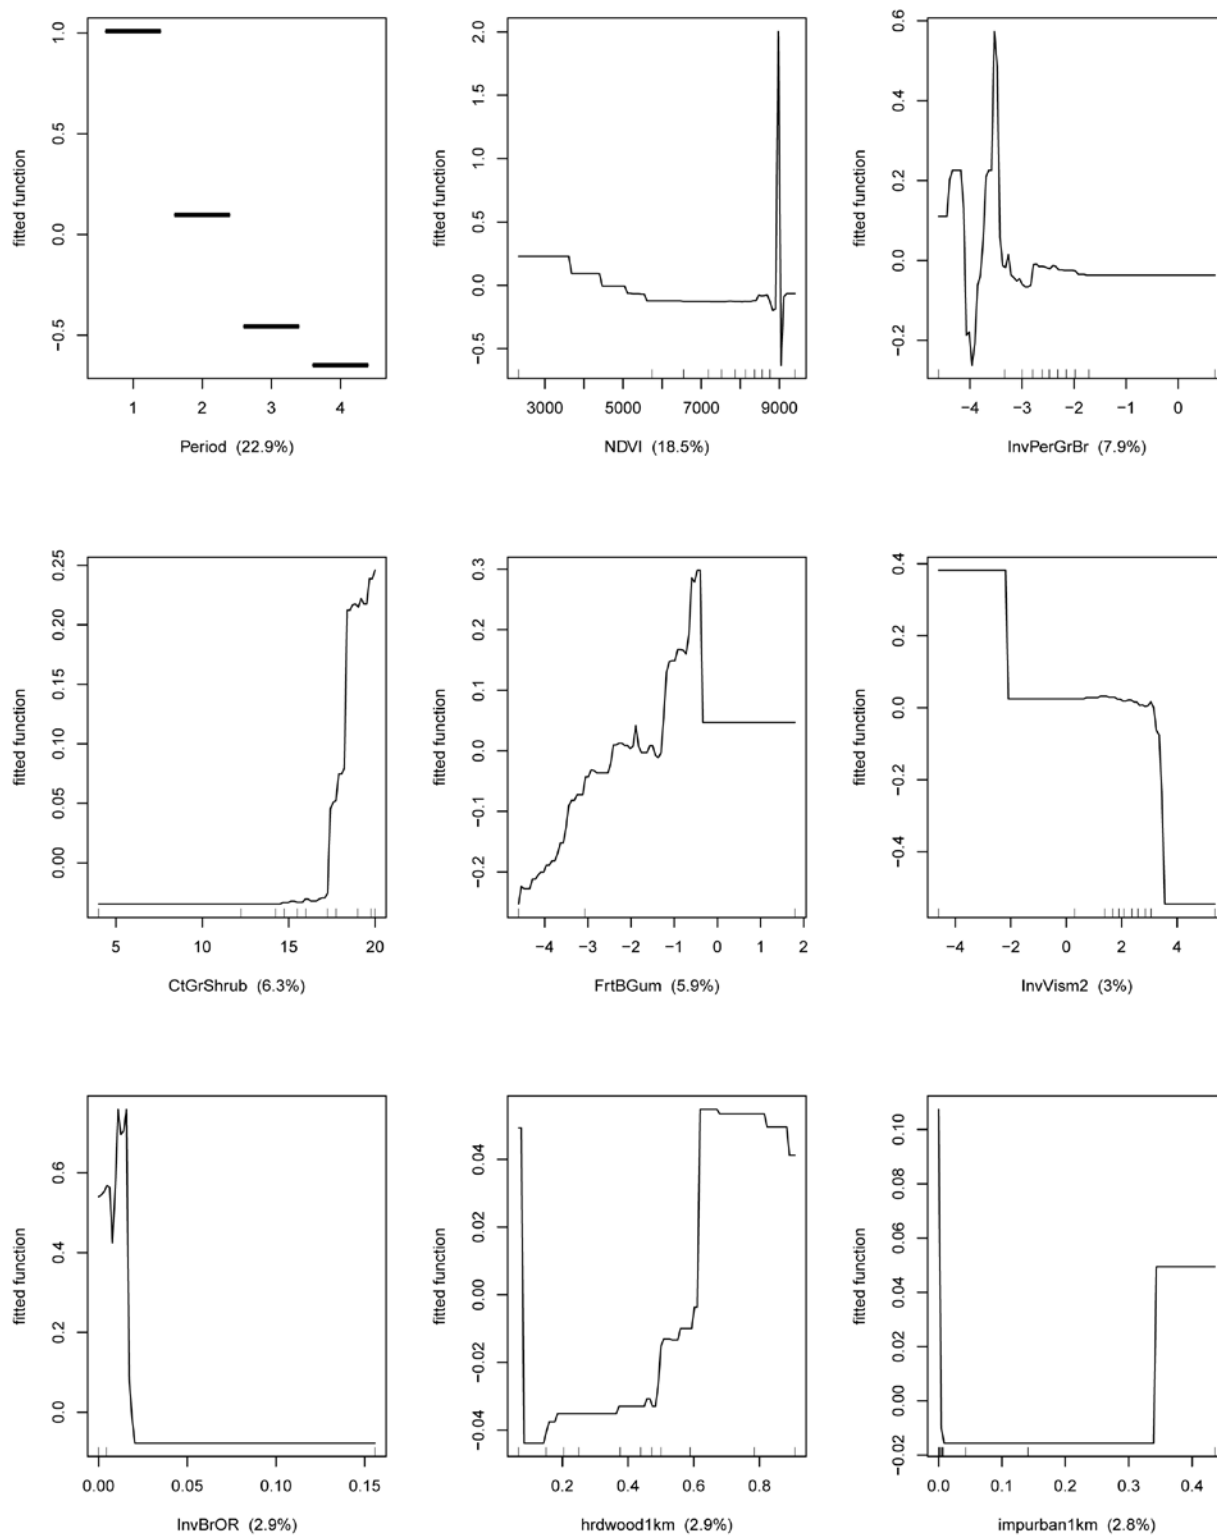 fitted function
1.0
0.5
0.0
−0.5
1 2 3 4
Period (22.9%)
fitted function
2.0
1.5
1.0
0.5
0.0
−0.5
3000 5000 7000 9000
NDVI (18.5%)
fitted function
0.6
0.4
0.2
0.0
−0.2
−4 −3 −2 −1 0
InvPerGrBr (7.9%)
fitted function
0.25
0.20
0.15
0.10
0.05
0.00
5 10 15 20
CtGrShrub (6.3%)
fitted function
0.3
0.2
0.1
0.0
−0.1
−0.2
−4 −3 −2 −1 0 1 2
FrtBGum (5.9%)
fitted function
0.4
0.2
0.0
−0.2
−0.4
−4 −2 0 2 4
InvVism2 (3%)
fitted function
0.6
0.4
0.2
0.0
0.00 0.05 0.10 0.15
InvBrOR (2.9%)
fitted function
0.04
0.02
0.00
−0.02
−0.04
0.2 0.4 0.6 0.8
hrdwood1km (2.9%)
fitted function
0.10
0.08
0.06
0.04
0.02
0.00
−0.02
0.0 0.1 0.2 0.3 0.4
impurban1km (2.8%)